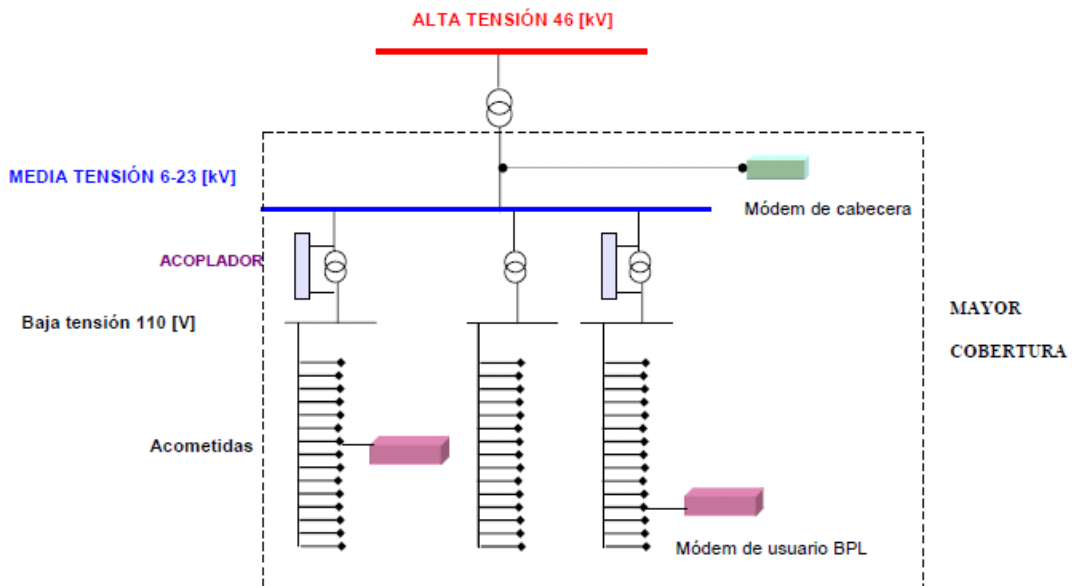 ALTA TENSIÓN 46 [kV]
MEDIA TENSIÓN 6-23 [kV]
Módem de cabecera
ACOPLADOR
Baja tensión 110 [V]
MAYOR
COBERTURA
Acometidas
Módem de usuario BPL